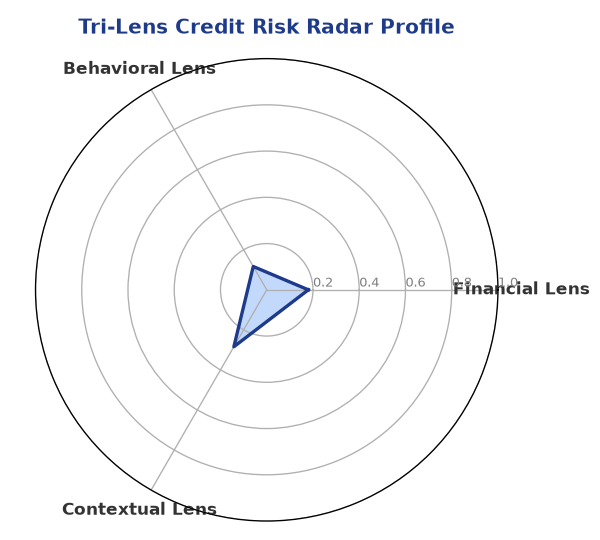 Tri-Lens Credit Risk Radar Profile
Behavioral Lens
0.2
0.4
0.6
0.8
1.0
Financial Lens
Contextual Lens